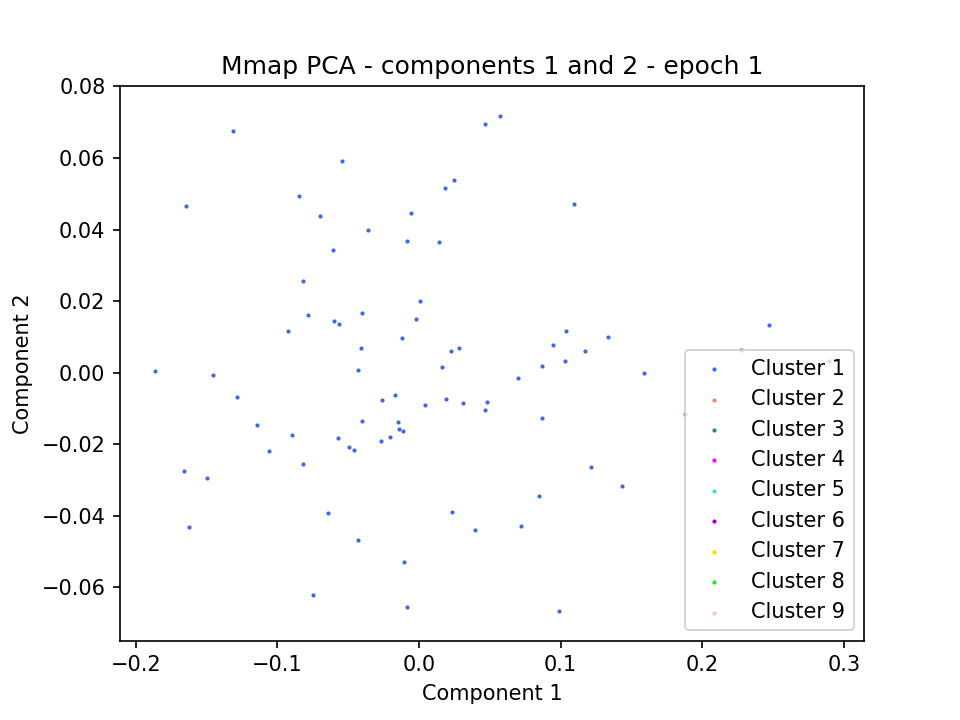 Mmap PCA - components 1 and 2 - epoch 1
0.08
0.06
0.04
0.02
0.00
−0.02
−0.04
−0.06
Component 2
−0.2
−0.1
0.0
0.1
0.2
0.3
Component 1
Cluster 1
Cluster 2
Cluster 3
Cluster 4
Cluster 5
Cluster 6
Cluster 7
Cluster 8
Cluster 9